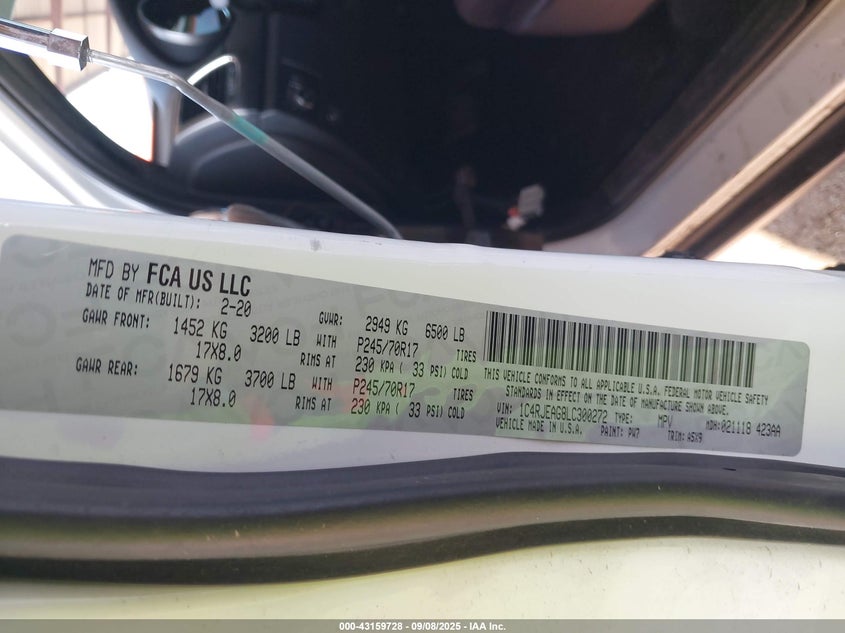 MFD BY FCA US LLC
DATE OF MFR(BUILT): 2-20
GVWR: 2949 KG 6500 LB
GAWR FRONT: 1452 KG 3200 LB WITH P245/70R17 TIRES
17X8.0 RIMS AT 230 KPA ( 33 PSI) COLD
GAWR REAR: 1679 KG 3700 LB WITH P245/70R17 TIRES
17X8.0 RIMS AT 230 KPA ( 33 PSI) COLD
THIS VEHICLE CONFORMS TO ALL APPLICABLE U.S.A. FEDERAL MOTOR VEHICLE SAFETY
STANDARDS IN EFFECT ON THE DATE OF MANUFACTURE SHOWN ABOVE.
1C4RJEAG8LC300272 TYPE: MPV MDH:021118 423AA
VEHICLE MADE IN U.S.A. PAINT: PW7 TRIM: A5X9
000-43159728 - 09/08/2025 - IAA Inc.